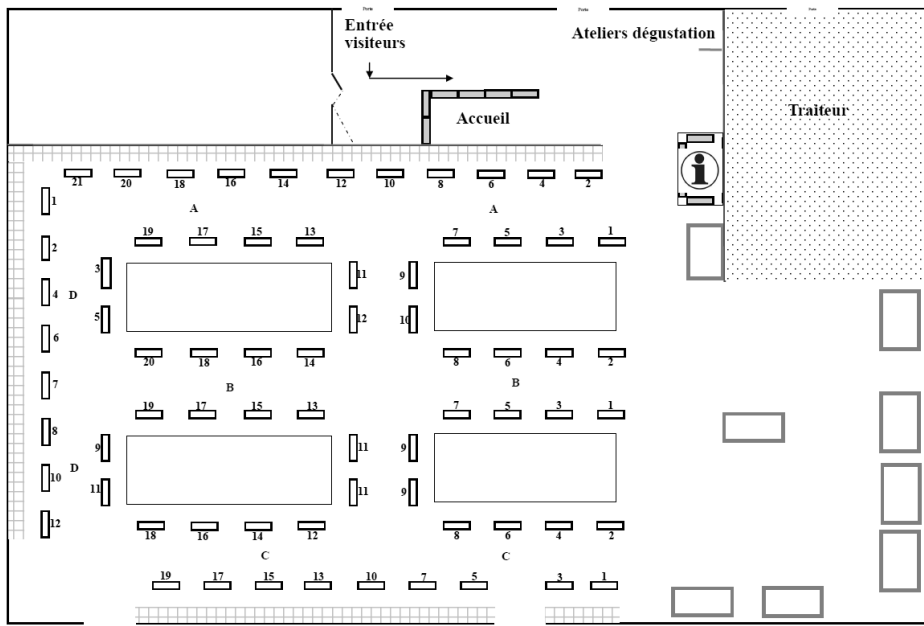 Porte Porte Porte
Entrée
visiteurs
Ateliers dégustation
Accueil
Traiteur
i
21 20 18 16 14 12 10 8 6 4 2
1
A A
19 17 15 13 7 5 3 1
2
3 11 9
4 D
5 12 10
6
20 18 16 14 8 6 4 2
7 B B
19 17 15 13 7 5 3 1
8
9 11 9
10 D
11 11 9
12
18 16 14 12 8 6 4 2
C C
19 17 15 13 10 7 5 3 1